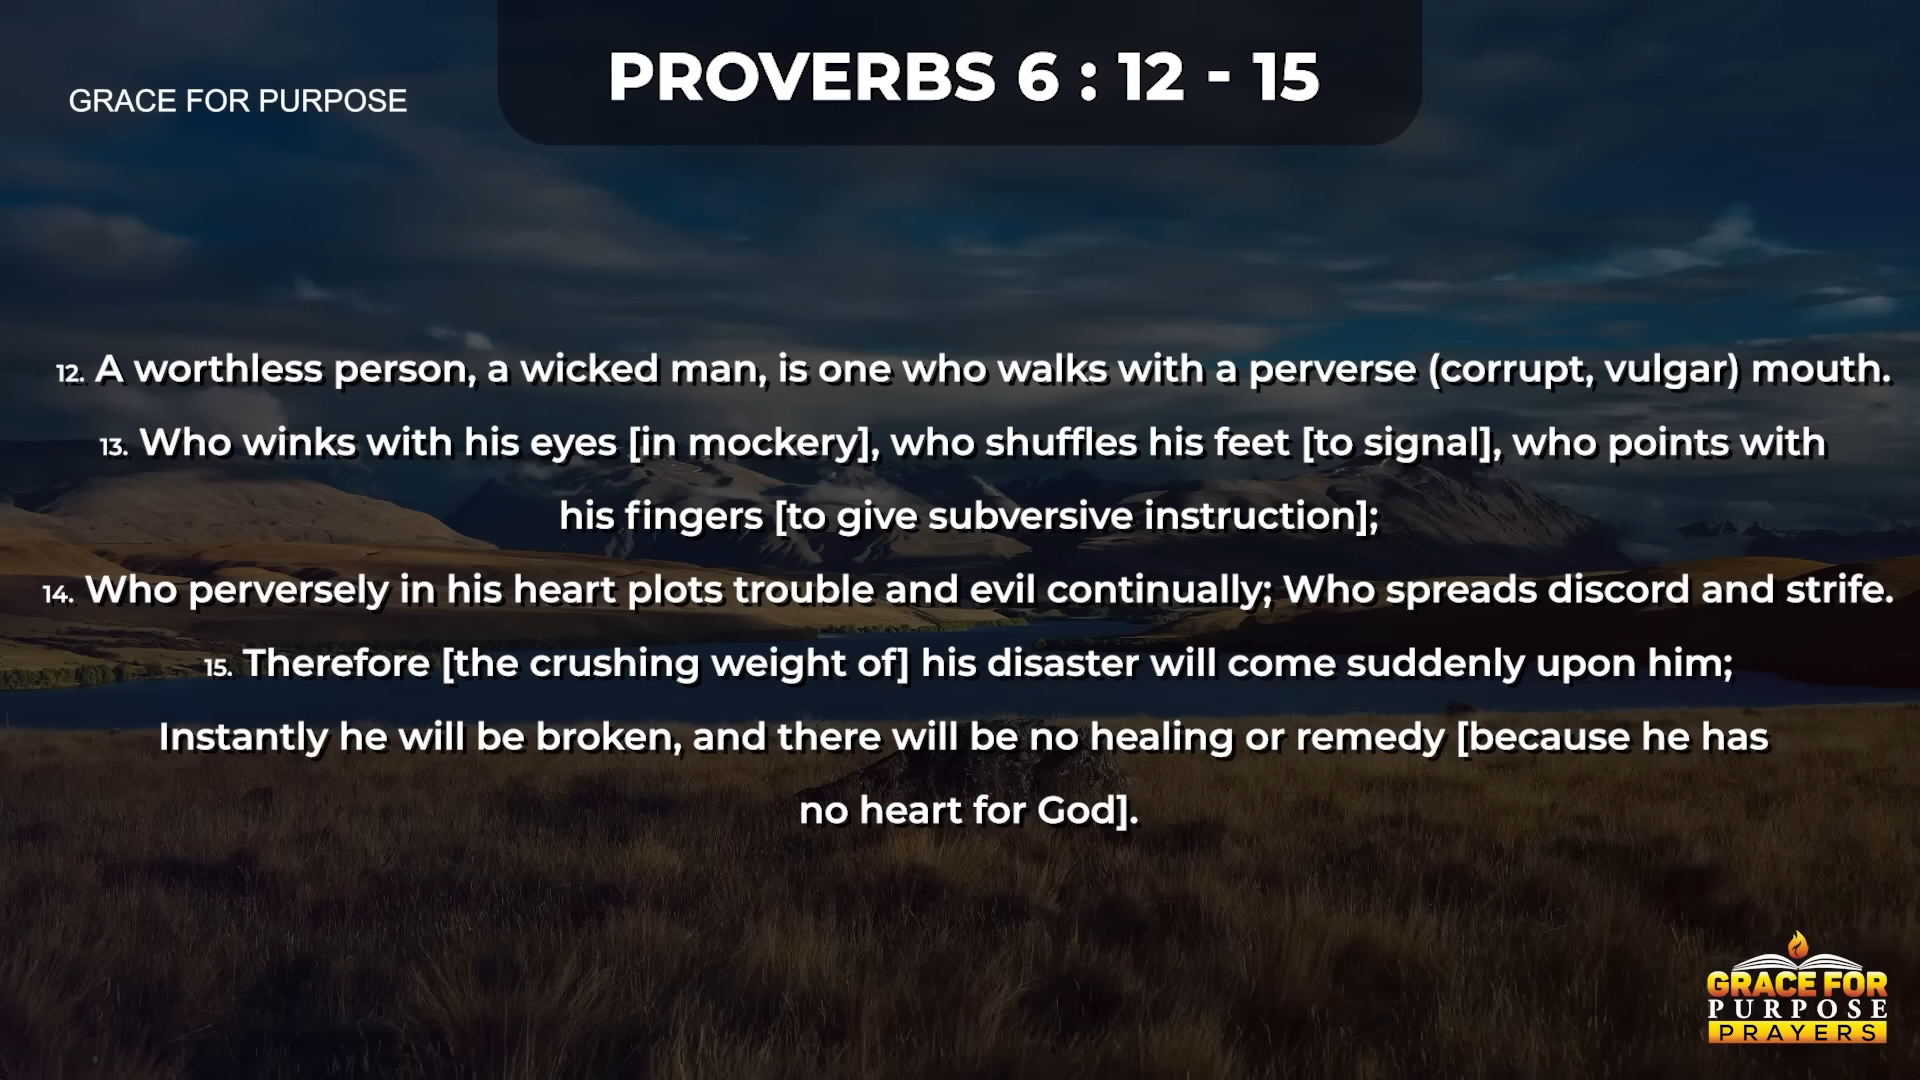 GRACE FOR PURPOSE
PROVERBS 6 : 12 - 15
12. A worthless person, a wicked man, is one who walks with a perverse (corrupt, vulgar) mouth.
13. Who winks with his eyes [in mockery], who shuffles his feet [to signal], who points with
his fingers [to give subversive instruction];
14. Who perversely in his heart plots trouble and evil continually; Who spreads discord and strife.
15. Therefore [the crushing weight of] his disaster will come suddenly upon him;
Instantly he will be broken, and there will be no healing or remedy [because he has
no heart for God].
GRACE FOR
PURPOSE
PRAYERS